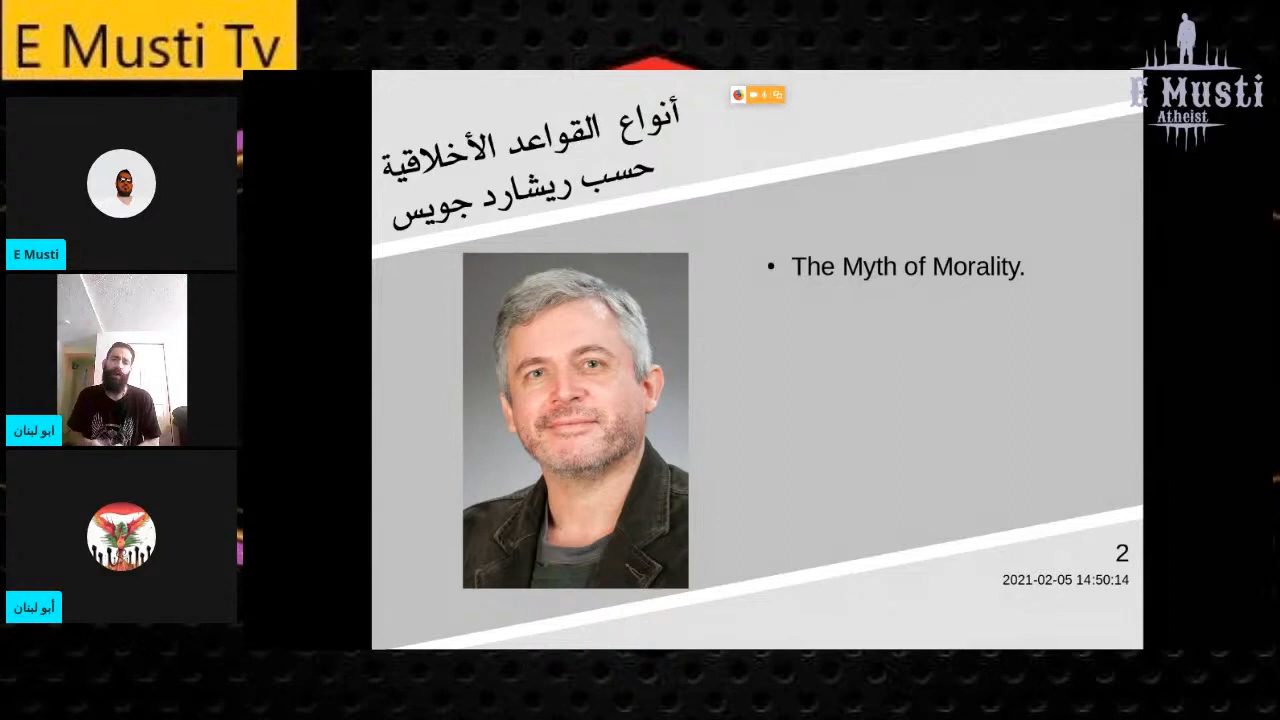 E Musti Tv
E Musti
Atheist
أنواع القواعد الأخلاقية
حسب ريشارد جويس
• The Myth of Morality.
E Musti
ابو لبنان
أبو لبنان
2
2021-02-05 14:50:14